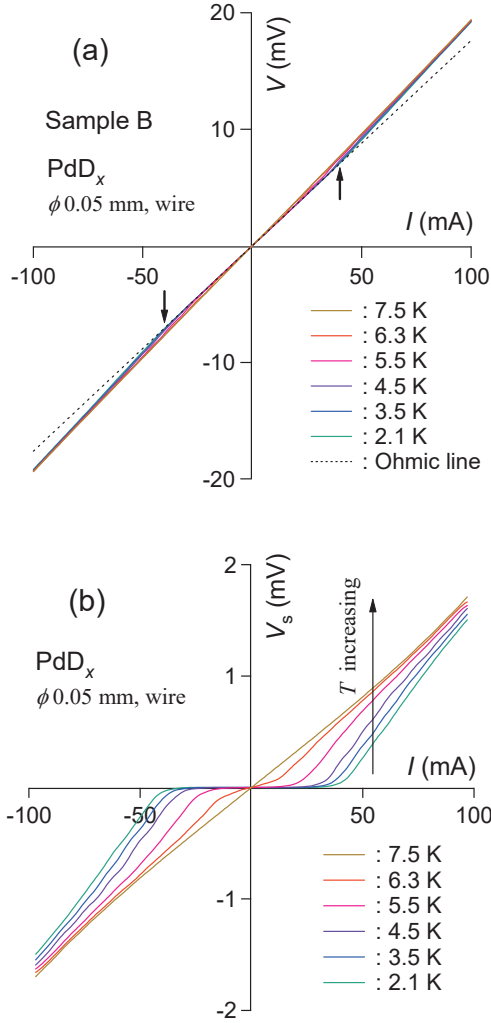 20
(a)
V (mV)
Sample B
10
PdDx
ϕ 0.05 mm, wire
I (mA)
-100
-50
50
100
: 7.5 K
: 6.3 K
-10
: 5.5 K
: 4.5 K
: 3.5 K
: 2.1 K
: Ohmic line
-20
2
(b)
Vs (mV)
T increasing
PdDx
1
ϕ 0.05 mm, wire
I (mA)
-100
-50
50
100
: 7.5 K
: 6.3 K
-1
: 5.5 K
: 4.5 K
: 3.5 K
: 2.1 K
-2